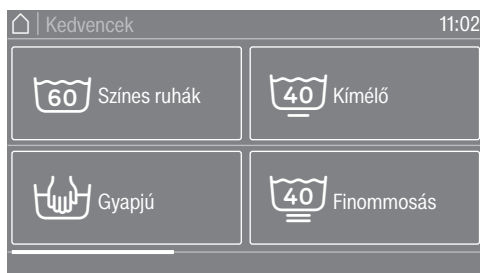 Kedvencek 11:02
60 Színes ruhák
40 Kímélő
Gyapjú
40 Finommosás